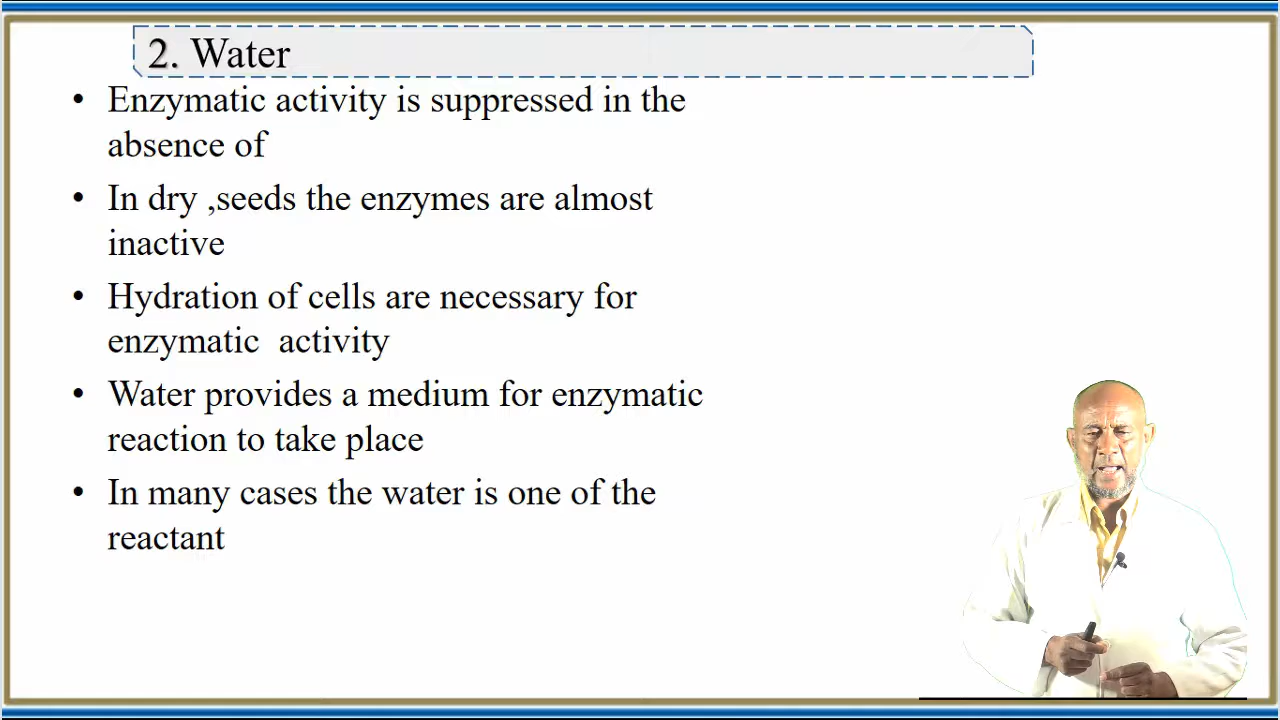 2. Water
• Enzymatic activity is suppressed in the
absence of
• In dry ,seeds the enzymes are almost
inactive
• Hydration of cells are necessary for
enzymatic  activity
• Water provides a medium for enzymatic
reaction to take place
• In many cases the water is one of the
reactant